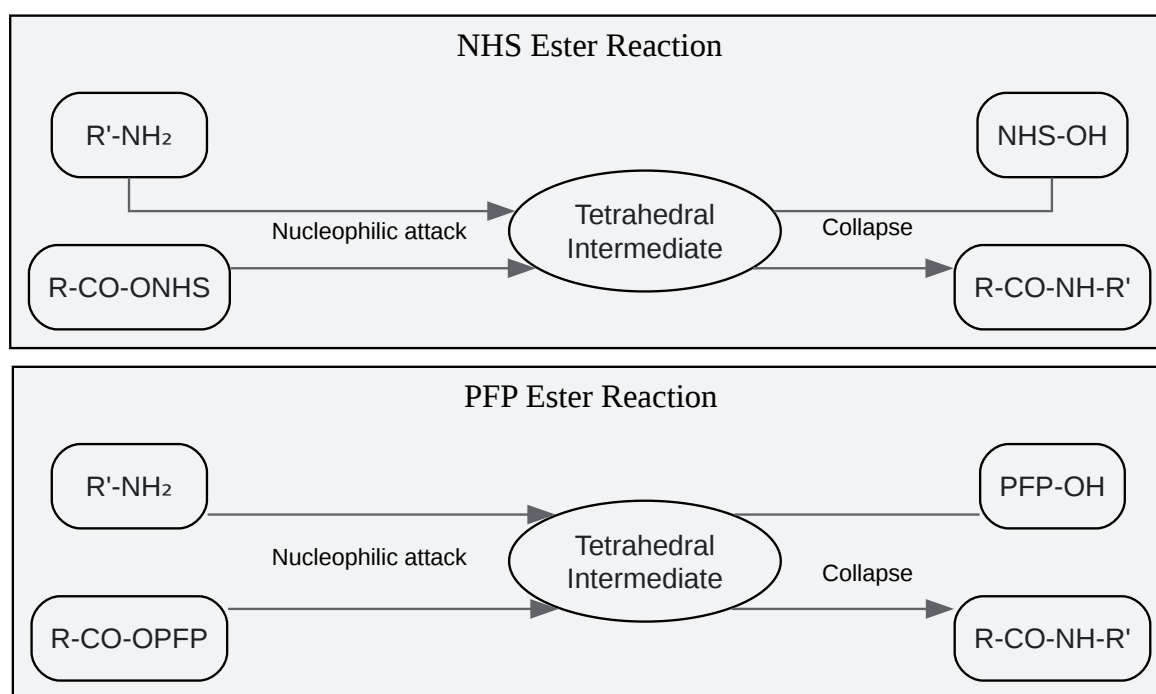 NHS Ester Reaction
R'-NH₂
NHS-OH
Tetrahedral
Intermediate
Nucleophilic attack
Collapse
R-CO-ONHS
R-CO-NH-R'
PFP Ester Reaction
R'-NH₂
PFP-OH
Tetrahedral
Intermediate
Nucleophilic attack
Collapse
R-CO-OPFP
R-CO-NH-R'